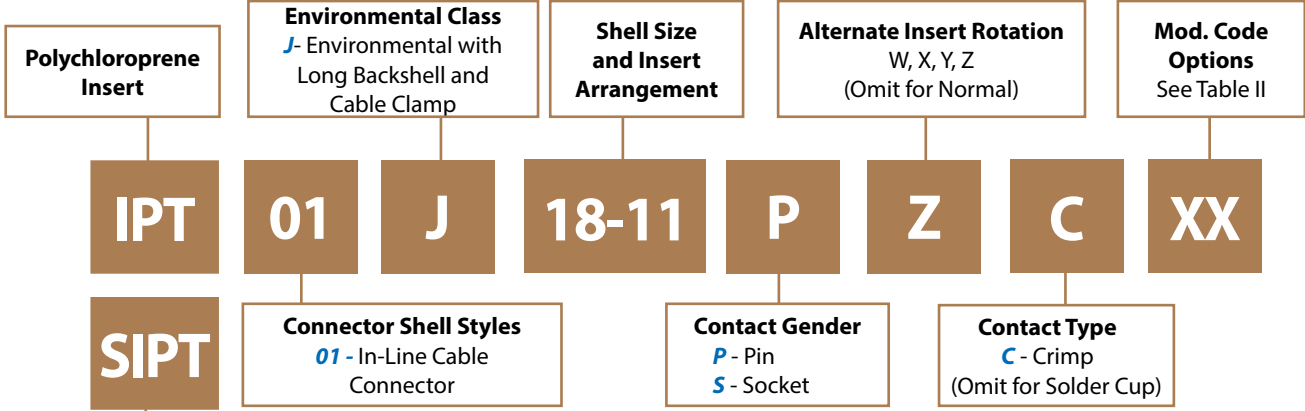 Polychloroprene
Insert
Environmental Class
J- Environmental with
Long Backshell and
Cable Clamp
Shell Size
and Insert
Arrangement
Alternate Insert Rotation
W, X, Y, Z
(Omit for Normal)
Mod. Code
Options
See Table II
IPT 01 J 18-11 P Z C XX
SIPT
Connector Shell Styles
01 - In-Line Cable
Connector
Contact Gender
P - Pin
S - Socket
Contact Type
C - Crimp
(Omit for Solder Cup)